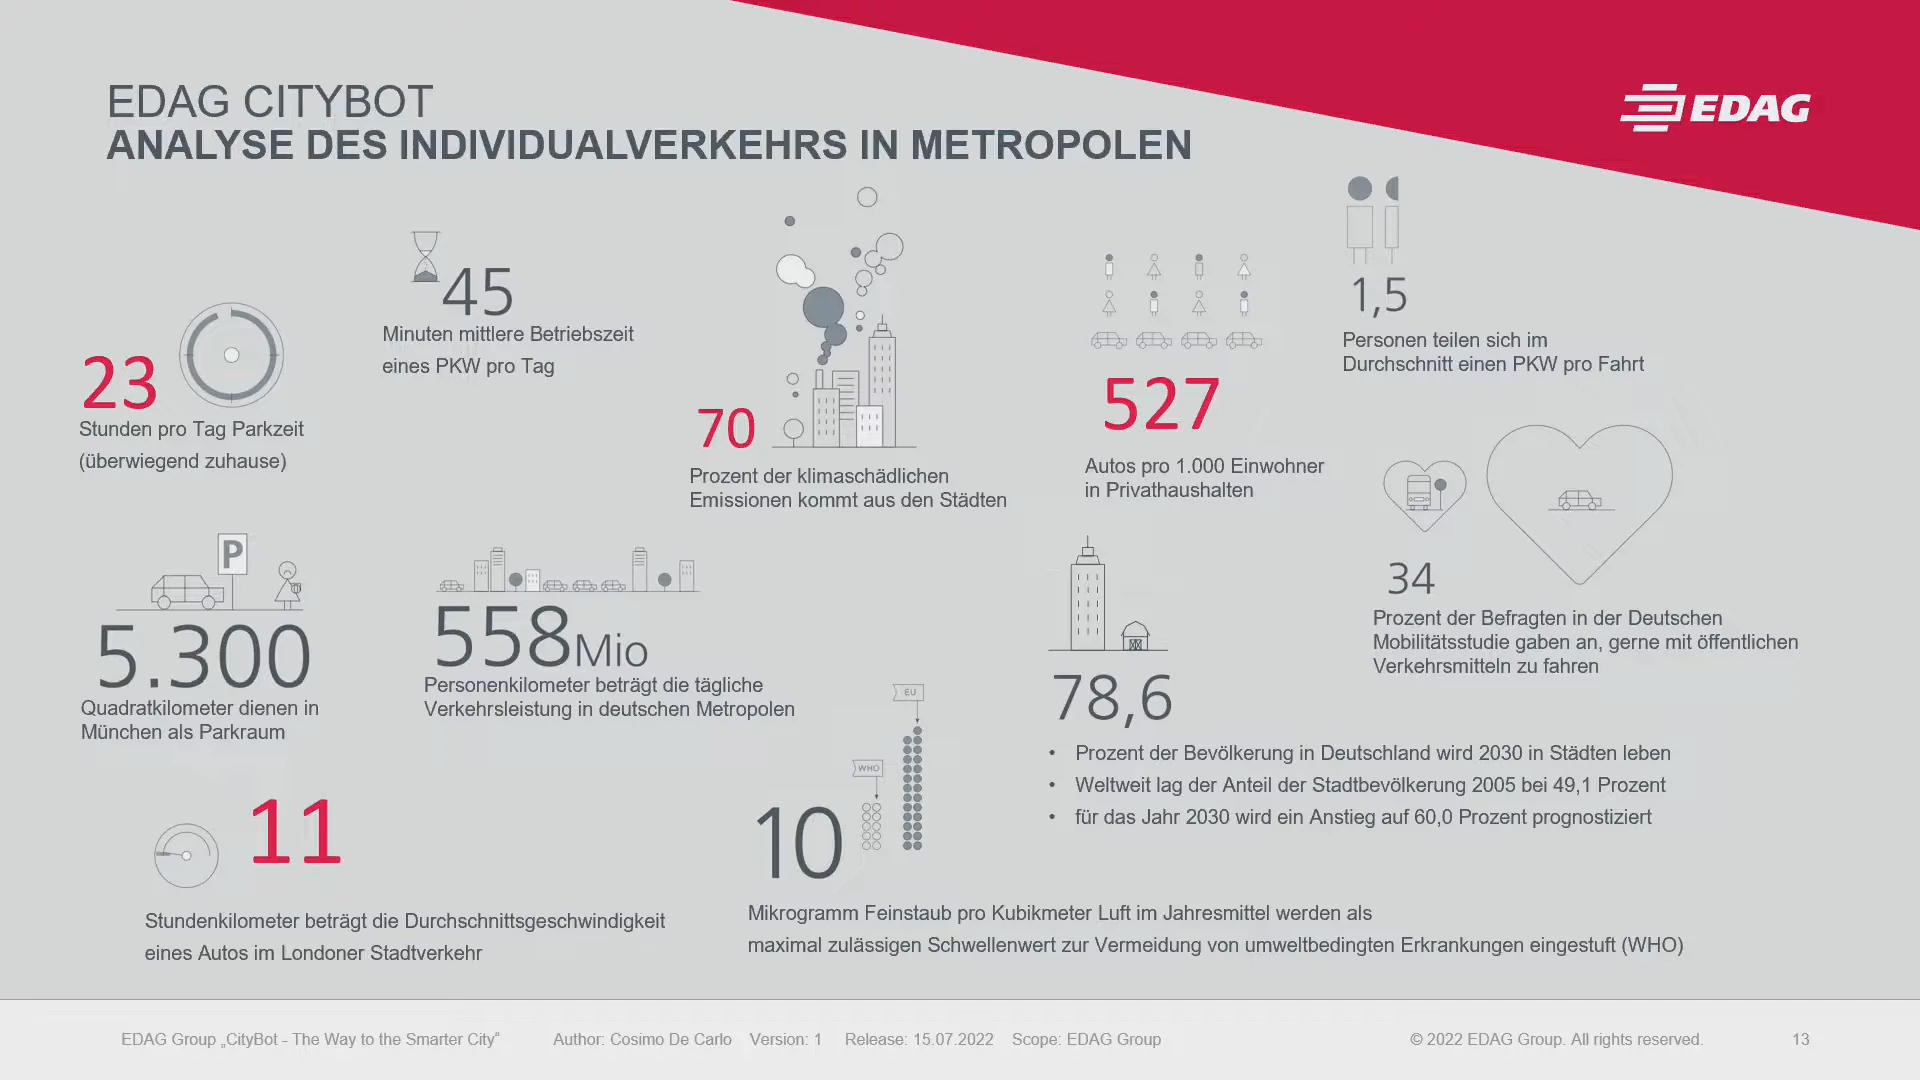 EDAG CITYBOT
ANALYSE DES INDIVIDUALVERKEHRS IN METROPOLEN
EDAG
23
Stunden pro Tag Parkzeit
(überwiegend zuhause)
45
Minuten mittlere Betriebszeit
eines PKW pro Tag
70
Prozent der klimaschädlichen
Emissionen kommt aus den Städten
527
Autos pro 1.000 Einwohner
in Privathaushalten
1,5
Personen teilen sich im
Durchschnitt einen PKW pro Fahrt
P
5.300
Quadratkilometer dienen in
München als Parkraum
558Mio
Personenkilometer beträgt die tägliche
Verkehrsleistung in deutschen Metropolen
34
Prozent der Befragten in der Deutschen
Mobilitätsstudie gaben an, gerne mit öffentlichen
Verkehrsmitteln zu fahren
78,6
• Prozent der Bevölkerung in Deutschland wird 2030 in Städten leben
• Weltweit lag der Anteil der Stadtbevölkerung 2005 bei 49,1 Prozent
• für das Jahr 2030 wird ein Anstieg auf 60,0 Prozent prognostiziert
11
Stundenkilometer beträgt die Durchschnittsgeschwindigkeit
eines Autos im Londoner Stadtverkehr
EU
WHO
10
Mikrogramm Feinstaub pro Kubikmeter Luft im Jahresmittel werden als
maximal zulässigen Schwellenwert zur Vermeidung von umweltbedingten Erkrankungen eingestuft (WHO)
EDAG Group „CityBot - The Way to the Smarter City“ Author: Cosimo De Carlo Version: 1 Release: 15.07.2022 Scope: EDAG Group © 2022 EDAG Group. All rights reserved. 13